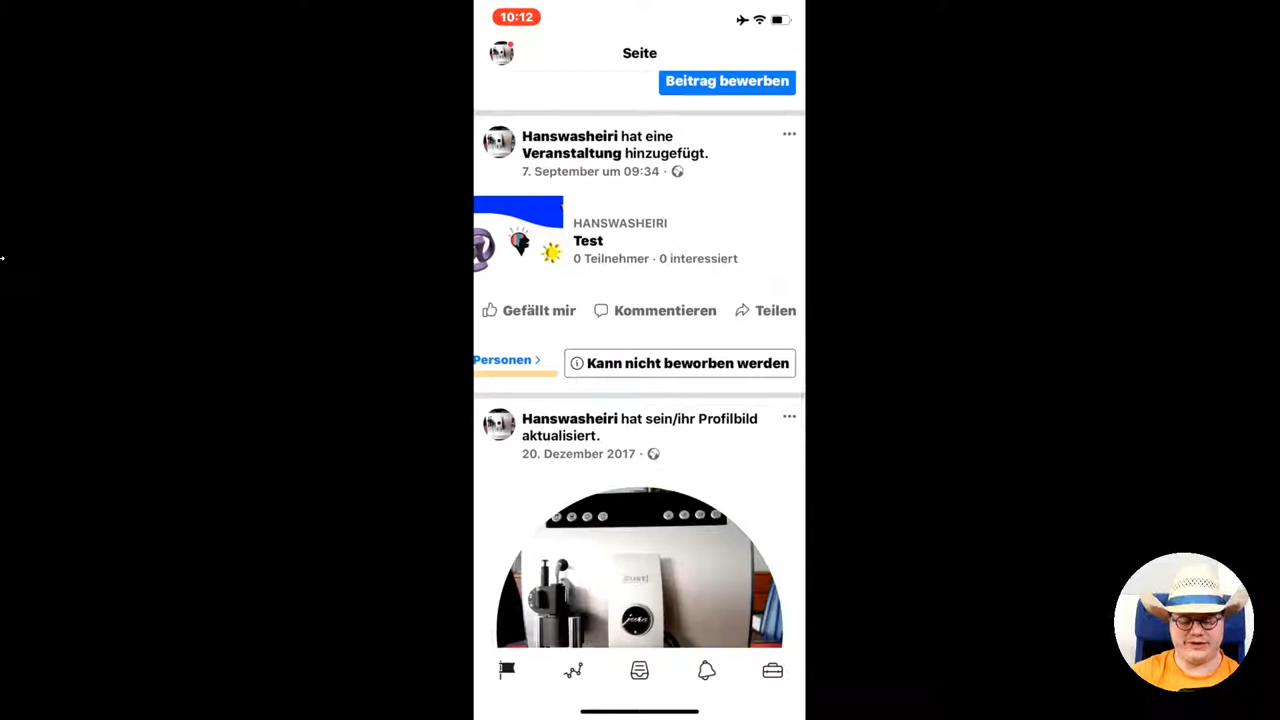 10:12
Seite
Beitrag bewerben
Hanswasheiri hat eine
Veranstaltung hinzugefügt.
7. September um 09:34 ·
HANSWASHEIRI
Test
0 Teilnehmer · 0 interessiert
Gefällt mir
Kommentieren
Teilen
Personen >
Kann nicht beworben werden
Hanswasheiri hat sein/ihr Profilbild
aktualisiert.
20. Dezember 2017 ·
jura